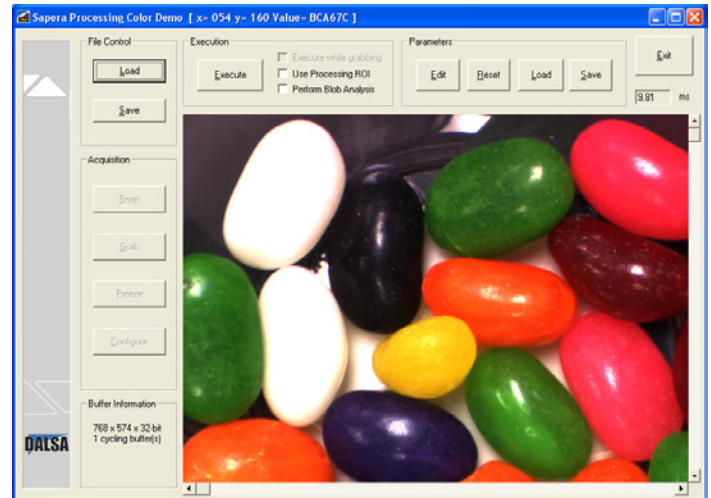 Sapera Processing Color Demo [ x= 054 y= 160 Value= BCA67C ]
File Control
Load
Save
Execution
Execute
Execute while grabbing
Use Processing ROI
Perform Blob Analysis
Parameters
Edit
Reset
Load
Save
Exit
9.81 ms
Acquisition
Snap
Grab
Freeze
Configure
Buffer Information
768 x 574 x 32-bit
1 cycling buffer(s)
DALSA